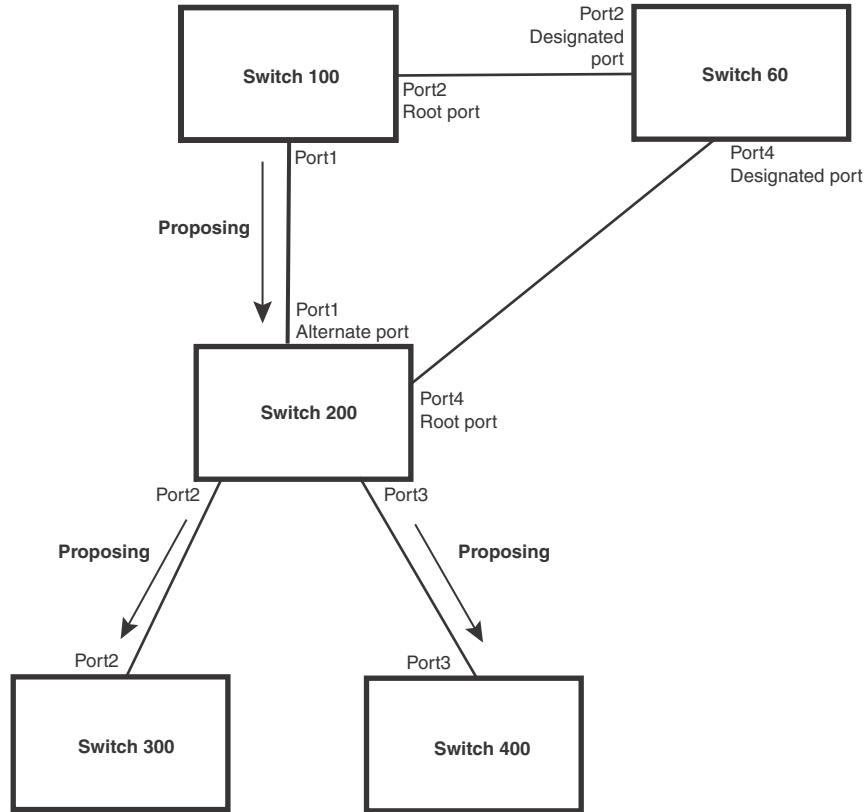 Port2
Designated
port
Switch 100
Switch 60
Port2
Root port
Port1
Port4
Designated port
Proposing
Port1
Alternate port
Port4
Root port
Switch 200
Port2
Port3
Proposing
Proposing
Port2
Port3
Switch 300
Switch 400